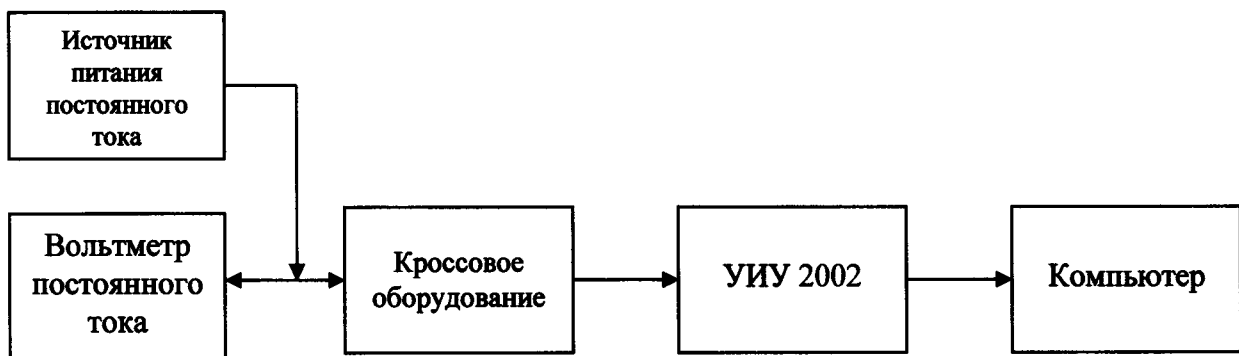 Источник
питания
постоянного
тока
Вольтметр
постоянного
тока
Кроссовое
оборудование
УИУ 2002
Компьютер